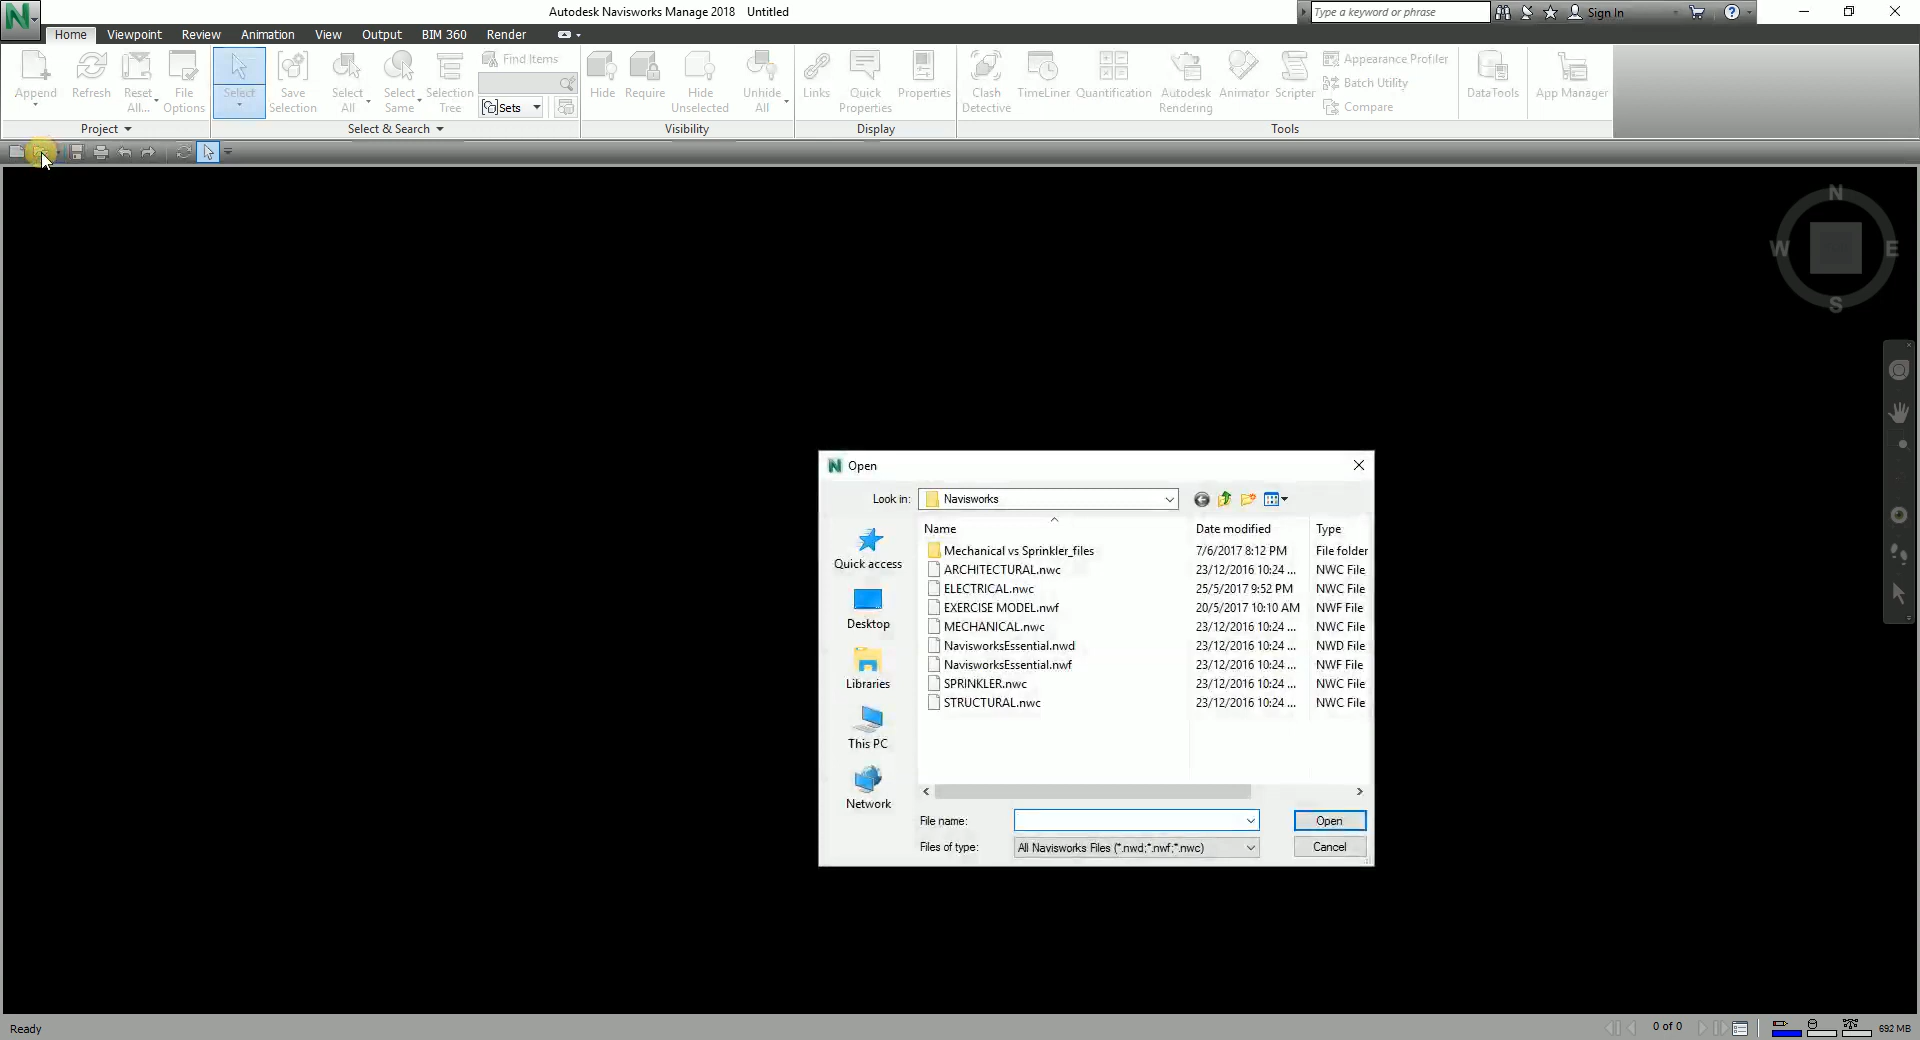 Autodesk Navisworks Manage 2018 Untitled
Type a keyword or phrase
Sign In
Home Viewpoint Review Animation View Output BIM 360 Render
Append
Refresh
Reset All...
File Options
Project
Select
Save Selection
Select All
Select Same
Selection Tree
Find Items
Sets
Select & Search
Hide
Require
Hide Unselected
Unhide All
Visibility
Links
Quick Properties
Properties
Display
Clash Detective
TimeLiner
Quantification
Autodesk Rendering
Animator
Scripter
Appearance Profiler
Batch Utility
Compare
DataTools
App Manager
Tools
N
W
E
S
Open
Look in: Navisworks
Name Date modified Type
Mechanical vs Sprinkler_files 7/6/2017 8:12 PM File folder
ARCHITECTURAL.nwc 23/12/2016 10:24 ... NWC File
ELECTRICAL.nwc 25/5/2017 9:52 PM NWC File
EXERCISE MODEL.nwf 20/5/2017 10:10 AM NWF File
MECHANICAL.nwc 23/12/2016 10:24 ... NWC File
NavisworksEssential.nwd 23/12/2016 10:24 ... NWD File
NavisworksEssential.nwf 23/12/2016 10:24 ... NWF File
SPRINKLER.nwc 23/12/2016 10:24 ... NWC File
STRUCTURAL.nwc 23/12/2016 10:24 ... NWC File
Quick access
Desktop
Libraries
This PC
Network
File name:
Open
Files of type: All Navisworks Files (*.nwd;*.nwf;*.nwc)
Cancel
Ready
0 of 0
692 MB